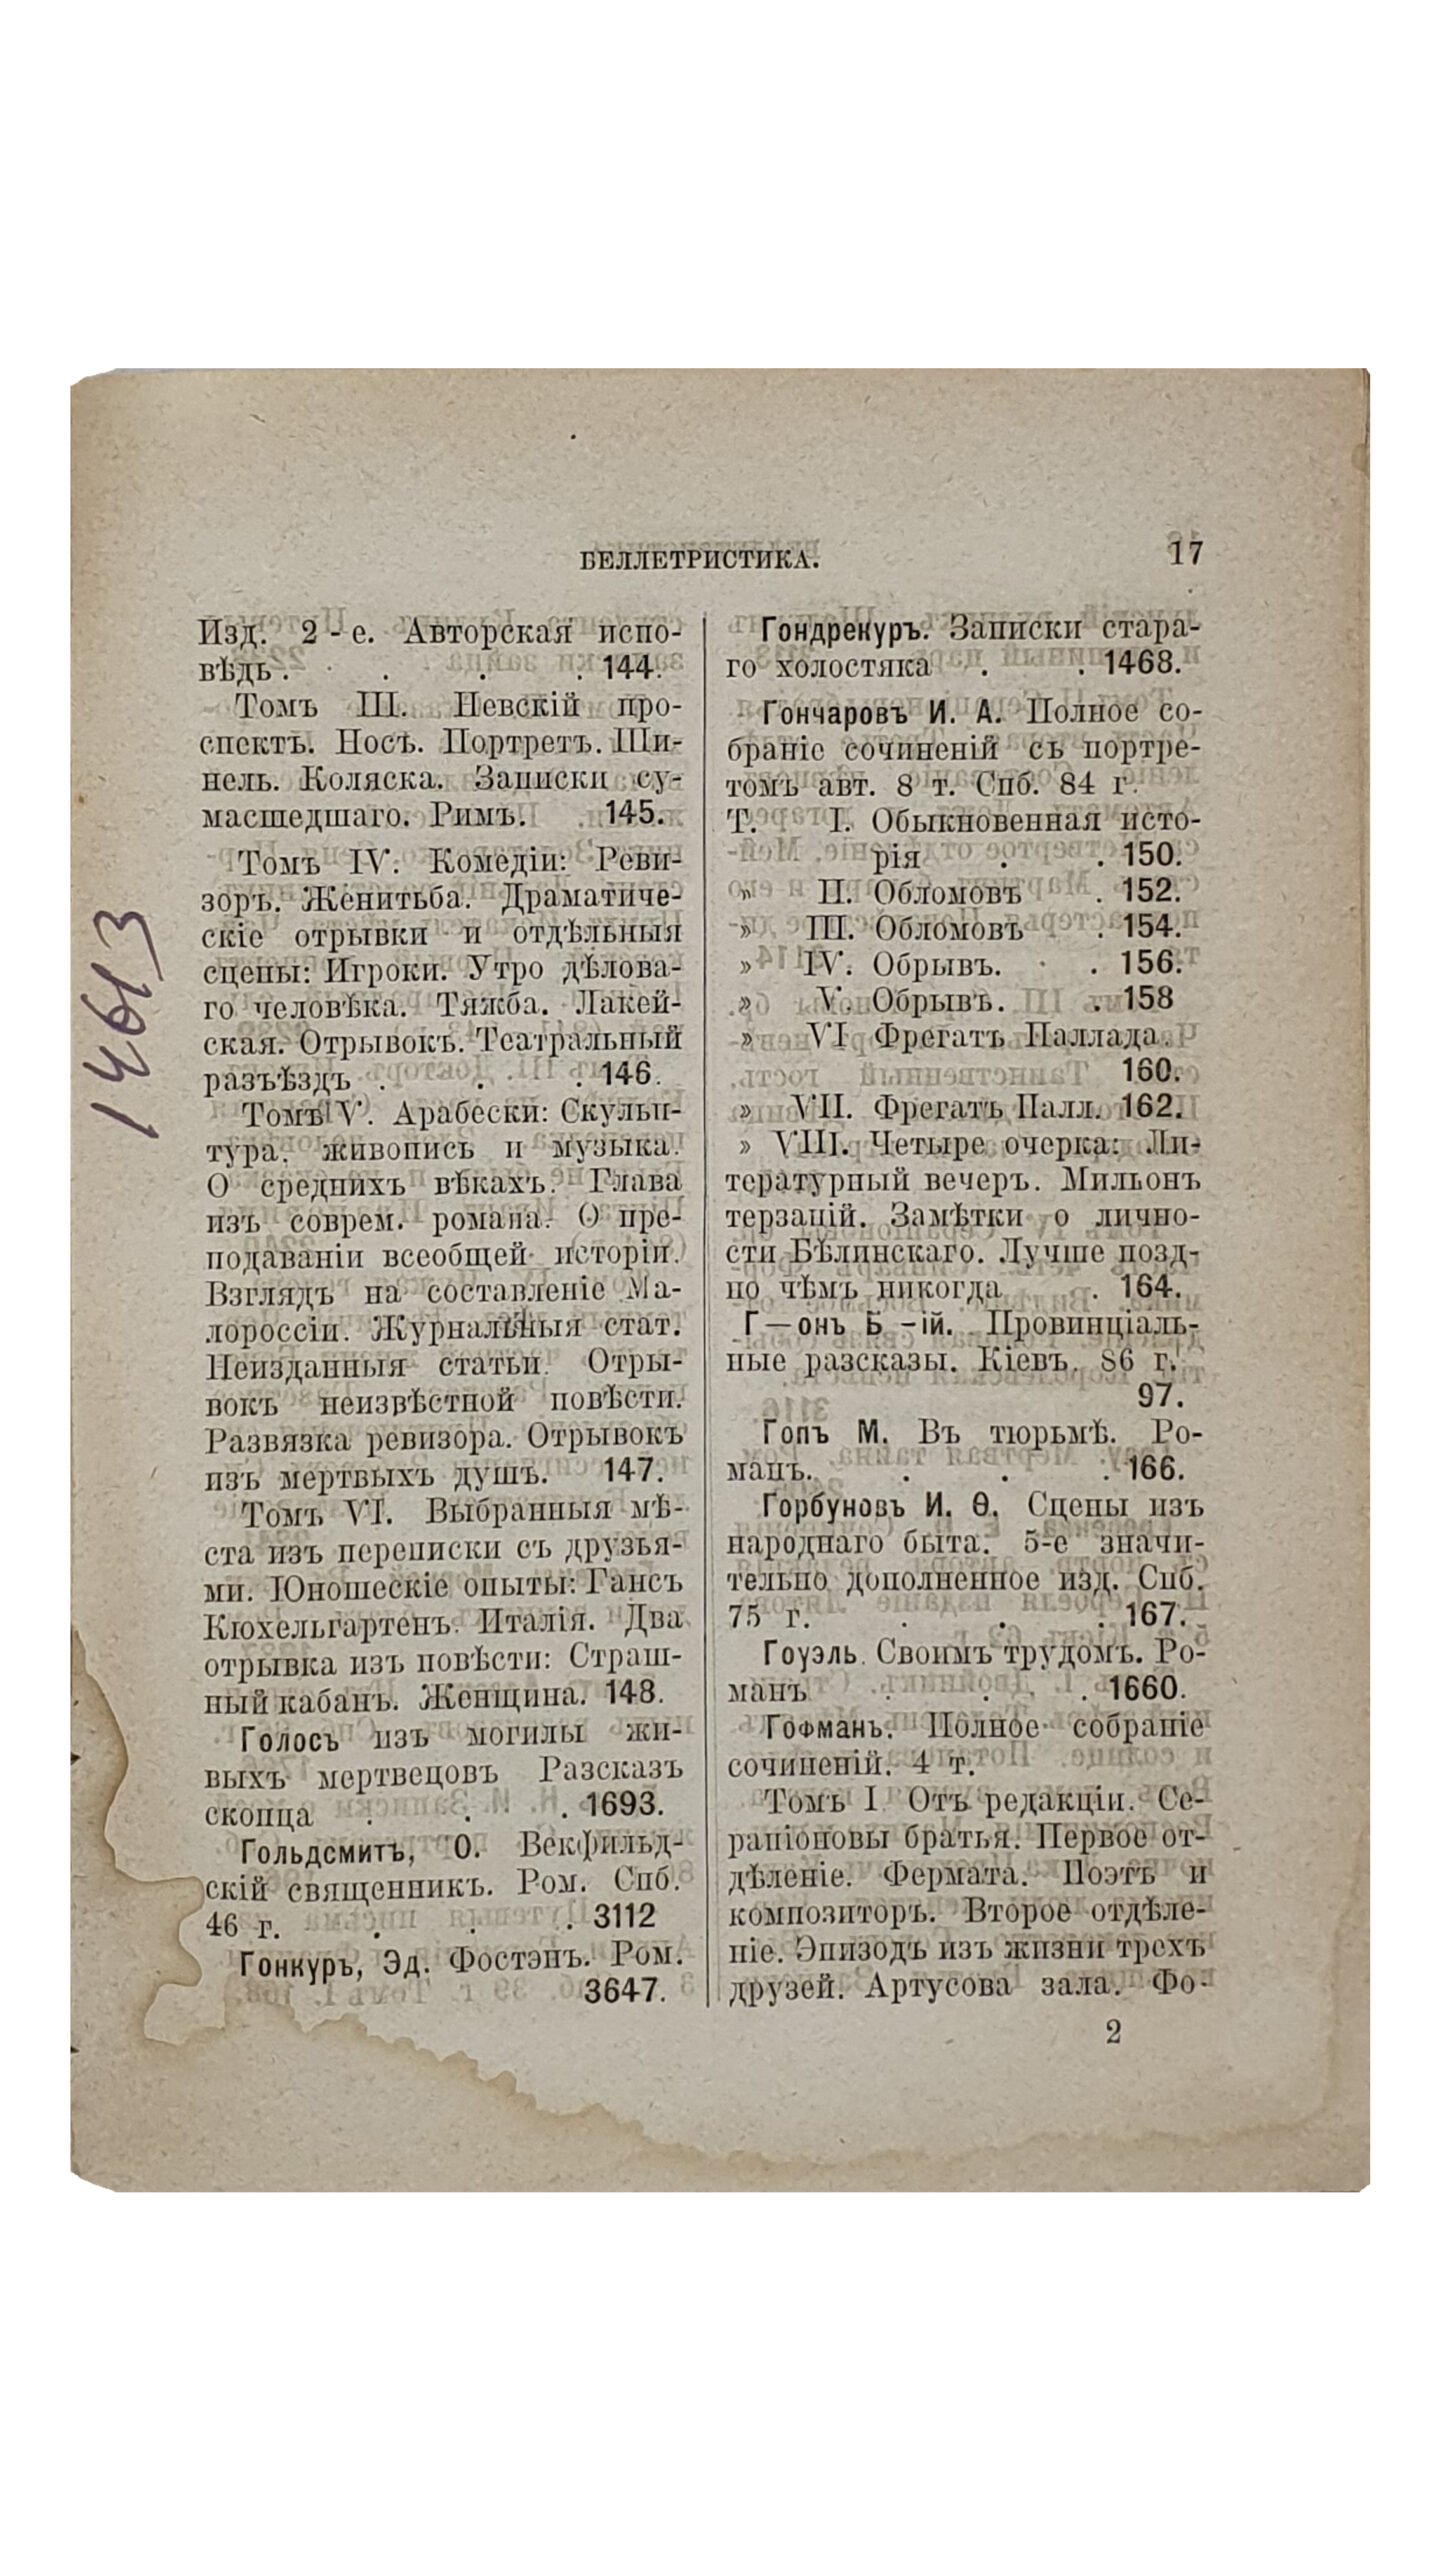 БЕЛЛЕТРИСТИКА.
17
Изд. 2-е. Авторская испо-
вѣдь . . . . 144.
Томъ III. Невскій про-
спектъ. Носъ. Портретъ. Ши-
нель. Коляска. Записки су-
масшедшаго. Римъ. . 145.
Томъ IV. Комедіи: Реви-
зоръ. Женитьба. Драматиче-
скіе отрывки и отдѣльныя
сцены: Игроки. Утро дѣлова-
го человѣка. Тяжба. Лакей-
ская. Отрывокъ. Театральный
разъѣздъ . . . 146.
Томъ V. Арабески: Скульп-
тура, живопись и музыка.
О среднихъ вѣкахъ. Глава
изъ соврем. романа. О пре-
подаваніи всеобщей исторіи.
Взглядъ на составленіе Ма-
лороссіи. Журнальныя стат.
Неизданныя статьи. Отры-
вокъ неизвѣстной повѣсти.
Развязка ревизора. Отрывокъ
изъ мертвыхъ душъ. 147.
Томъ VI. Выбранныя мѣ-
ста изъ переписки съ друзья-
ми. Юношескіе опыты: Гансъ
Кюхельгартенъ. Италія. Два
отрывка изъ повѣсти: Страш-
ный кабанъ. Женщина. 148.
Голосъ изъ могилы жи-
выхъ мертвецовъ Разсказъ
скопца . . . 1693.
Гольдсмитъ, О. Векфильд-
скій священникъ. Ром. Спб.
46 г. . . . 3112
Гонкуръ, Эд. Фостэнъ. Ром.
3647.
Гондрекуръ. Записки стара-
го холостяка . . 1468.
Гончаровъ И. А. Полное со-
браніе сочиненій съ портре-
томъ авт. 8 т. Спб. 84 г.
Т. I. Обыкновенная исто-
рія . . 150.
» II. Обломовъ . 152.
» III. Обломовъ . 154.
» IV. Обрывъ. . 156.
» V. Обрывъ. . 158
» VI Фрегатъ Паллада.
160.
» VII. Фрегатъ Палл. 162.
» VIII. Четыре очерка: Ли-
тературный вечеръ. Мильонъ
терзацій. Замѣтки о лично-
сти Бѣлинскаго. Лучше позд-
но чѣмъ никогда . 164.
Г—онъ Б-ій. Провинціаль-
ные разсказы. Кіевъ. 86 г.
97.
Гопъ М. Въ тюрьмѣ. Ро-
манъ. . . . 166.
Горбуновъ И. Ѳ. Сцены изъ
народнаго быта. 5-е значи-
тельно дополненное изд. Спб.
75 г. . . . 167.
Гоуэль. Своимъ трудомъ. Ро-
манъ . . . 1660.
Гофманъ. Полное собраніе
сочиненій. 4 т.
Томъ I Отъ редакціи. Се-
рапіоновы братья. Первое от-
дѣленіе. Фермата. Поэтъ и
композиторъ. Второе отдѣле-
ніе. Эпизодъ изъ жизни трехъ
друзей. Артусова зала. Фо-
2